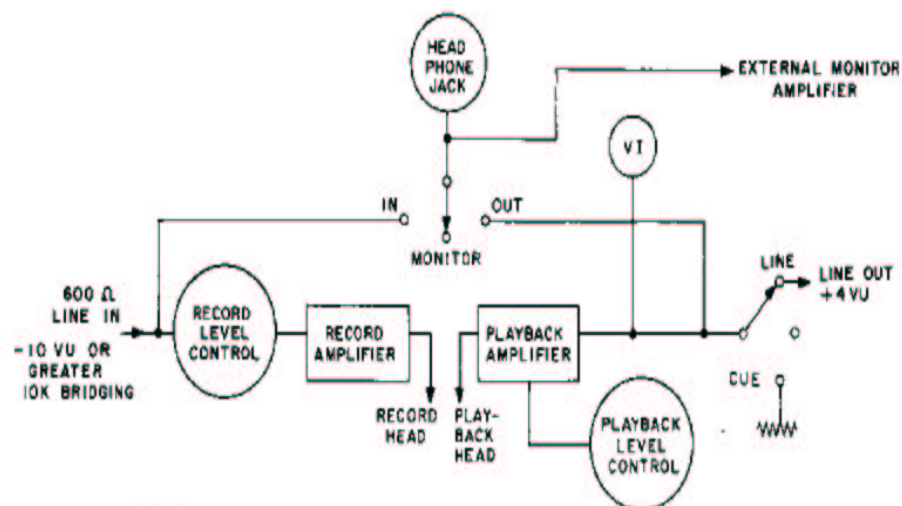 HEAD
PHONE
JACK
EXTERNAL MONITOR
AMPLIFIER
VI
IN
OUT
MONITOR
LINE
LINE OUT
+4VU
600 Ω
LINE IN
-10 VU OR
GREATER
10K BRIDGING
RECORD
LEVEL
CONTROL
RECORD
AMPLIFIER
PLAYBACK
AMPLIFIER
CUE
RECORD
HEAD
PLAY-
BACK
HEAD
PLAYBACK
LEVEL
CONTROL